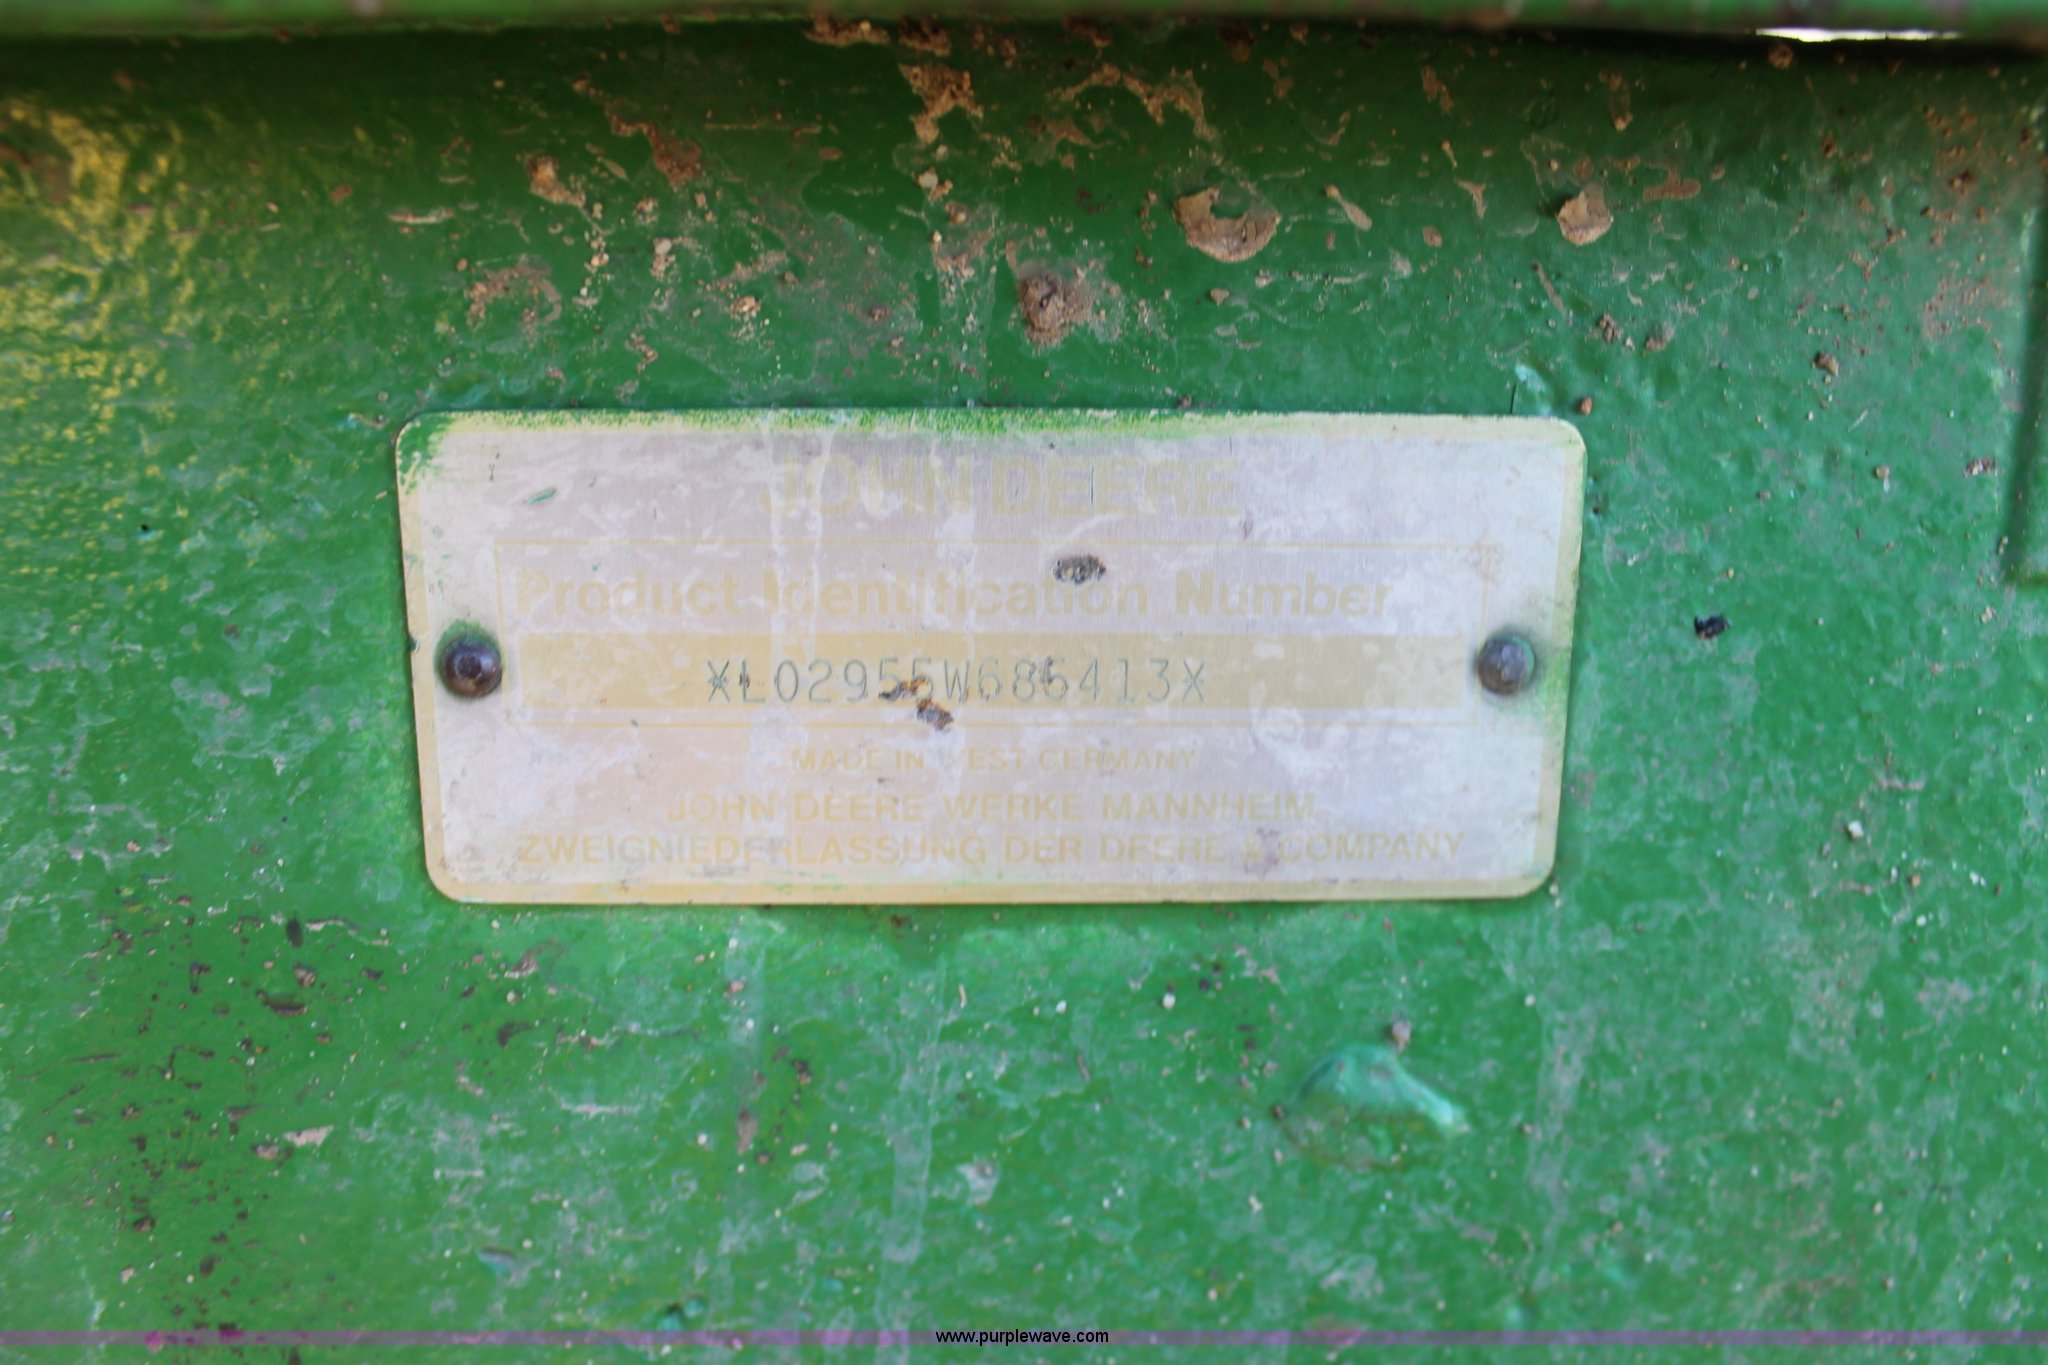 JOHN DEERE
Product Identification Number
*L02955W685413*
MADE IN WEST GERMANY
JOHN DEERE WERKE MANNHEIM
ZWEIGNIEDERLASSUNG DER DEERE & COMPANY
www.purplewave.com